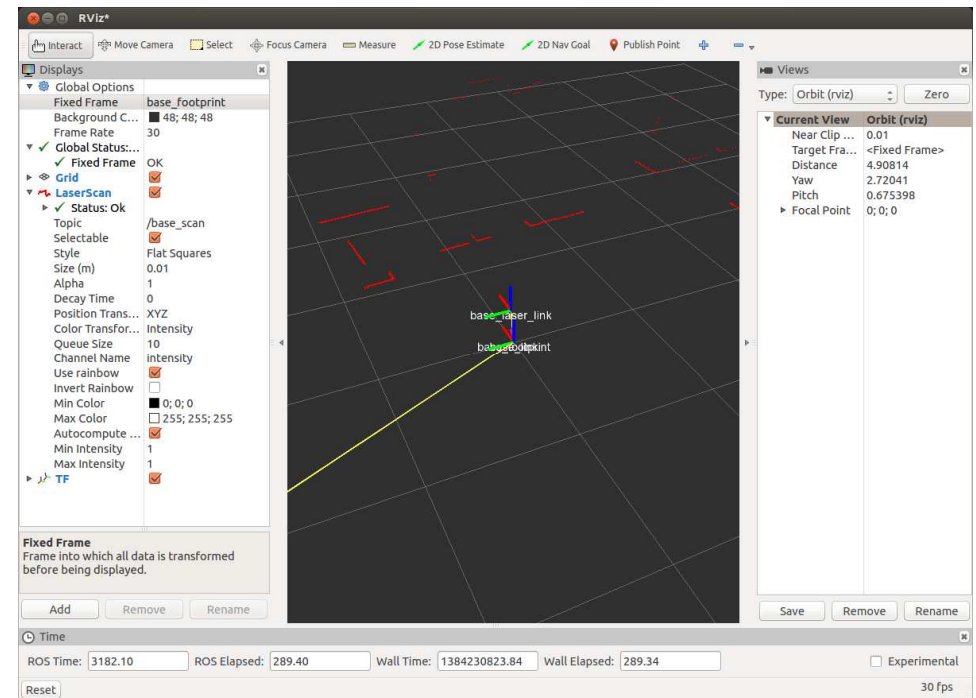 RViz*
Interact Move Camera Select Focus Camera Measure 2D Pose Estimate 2D Nav Goal Publish Point
Displays
Global Options
Fixed Frame base_footprint
Background C... 48; 48; 48
Frame Rate 30
Global Status:...
Fixed Frame OK
Grid
LaserScan
Status: Ok
Topic /base_scan
Selectable
Style Flat Squares
Size (m) 0.01
Alpha 1
Decay Time 0
Position Trans... XYZ
Color Transfor... Intensity
Queue Size 10
Channel Name intensity
Use rainbow
Invert Rainbow
Min Color 0; 0; 0
Max Color 255; 255; 255
Autocompute ...
Min Intensity 1
Max Intensity 1
TF
Fixed Frame
Frame into which all data is transformed
before being displayed.
Add Remove Rename
base_laser_link
Views
Type: Orbit (rviz) Zero
Current View Orbit (rviz)
Near Clip ... 0.01
Target Fra... <Fixed Frame>
Distance 4.90814
Yaw 2.72041
Pitch 0.675398
Focal Point 0; 0; 0
Save Remove Rename
Time
ROS Time: 3182.10 ROS Elapsed: 289.40 Wall Time: 1384230823.84 Wall Elapsed: 289.34 Experimental
Reset 30 fps